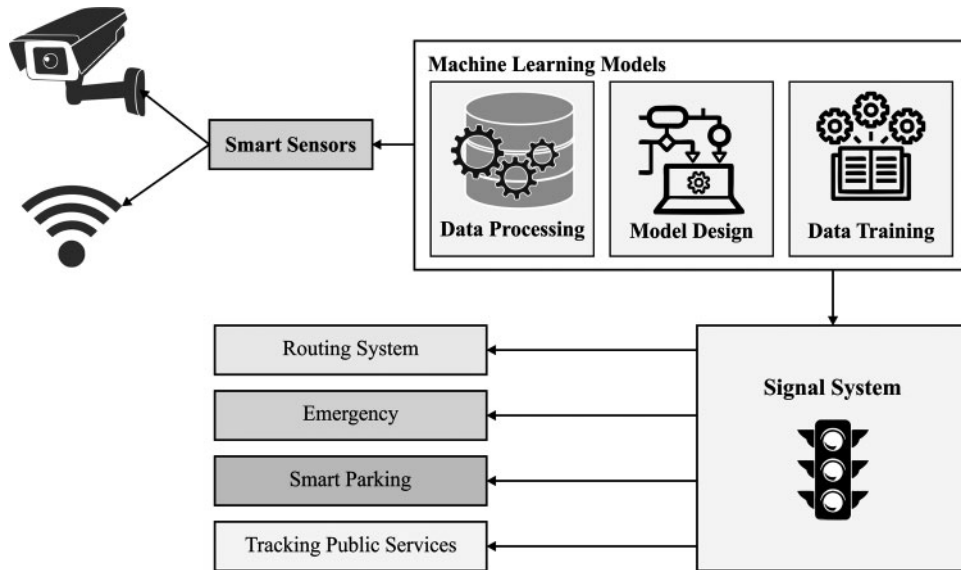 Machine Learning Models
Smart Sensors
Data Processing
Model Design
Data Training
Routing System
Emergency
Smart Parking
Tracking Public Services
Signal System